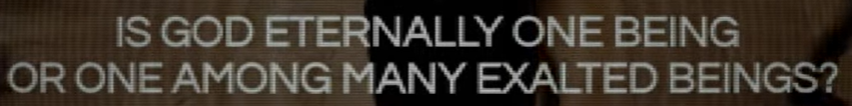 IS GOD ETERNALLY ONE BEING
OR ONE AMONG MANY EXALTED BEINGS?